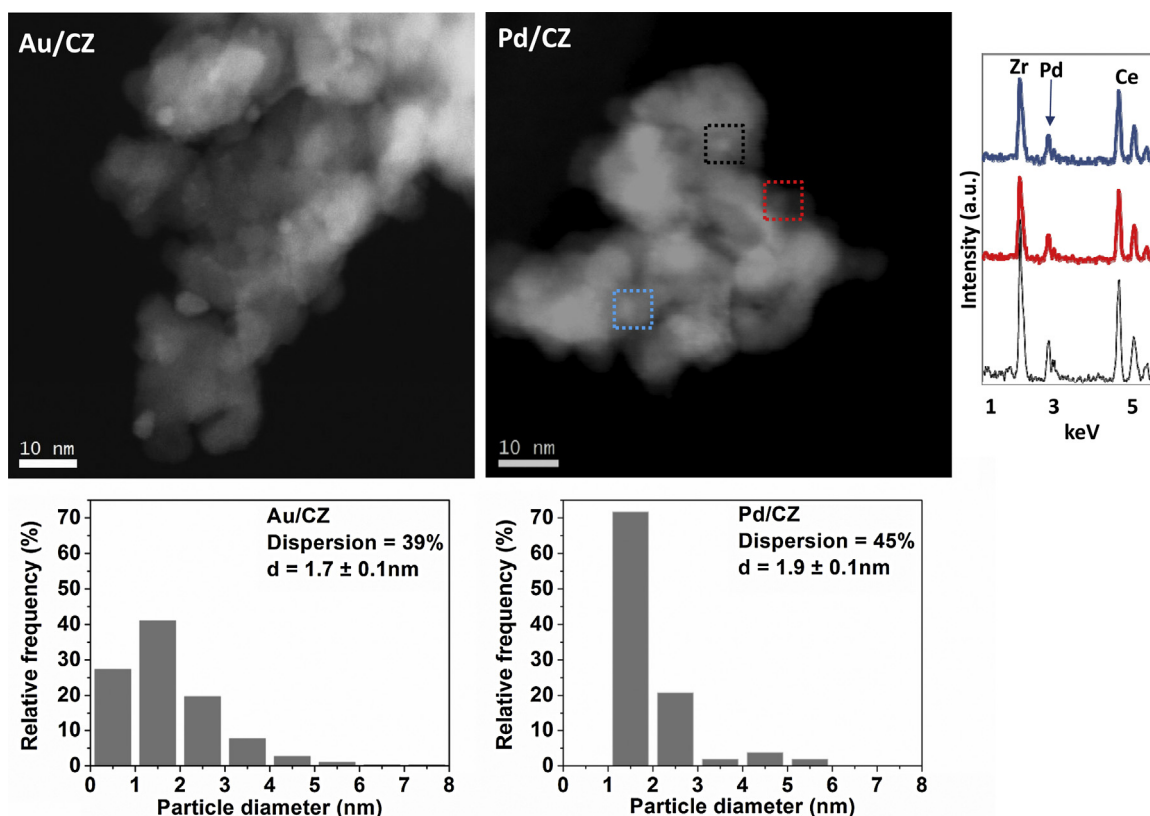 Au/CZ
10 nm
Pd/CZ
10 nm
Zr Pd Ce
Intensity (a.u.)
1 3 5
keV
Relative frequency (%)
70
60
50
40
30
20
10
0
Au/CZ
Dispersion = 39%
d = 1.7 ± 0.1nm
0 1 2 3 4 5 6 7 8
Particle diameter (nm)
Relative frequency (%)
70
60
50
40
30
20
10
0
Pd/CZ
Dispersion = 45%
d = 1.9 ± 0.1nm
0 1 2 3 4 5 6 7 8
Particle diameter (nm)